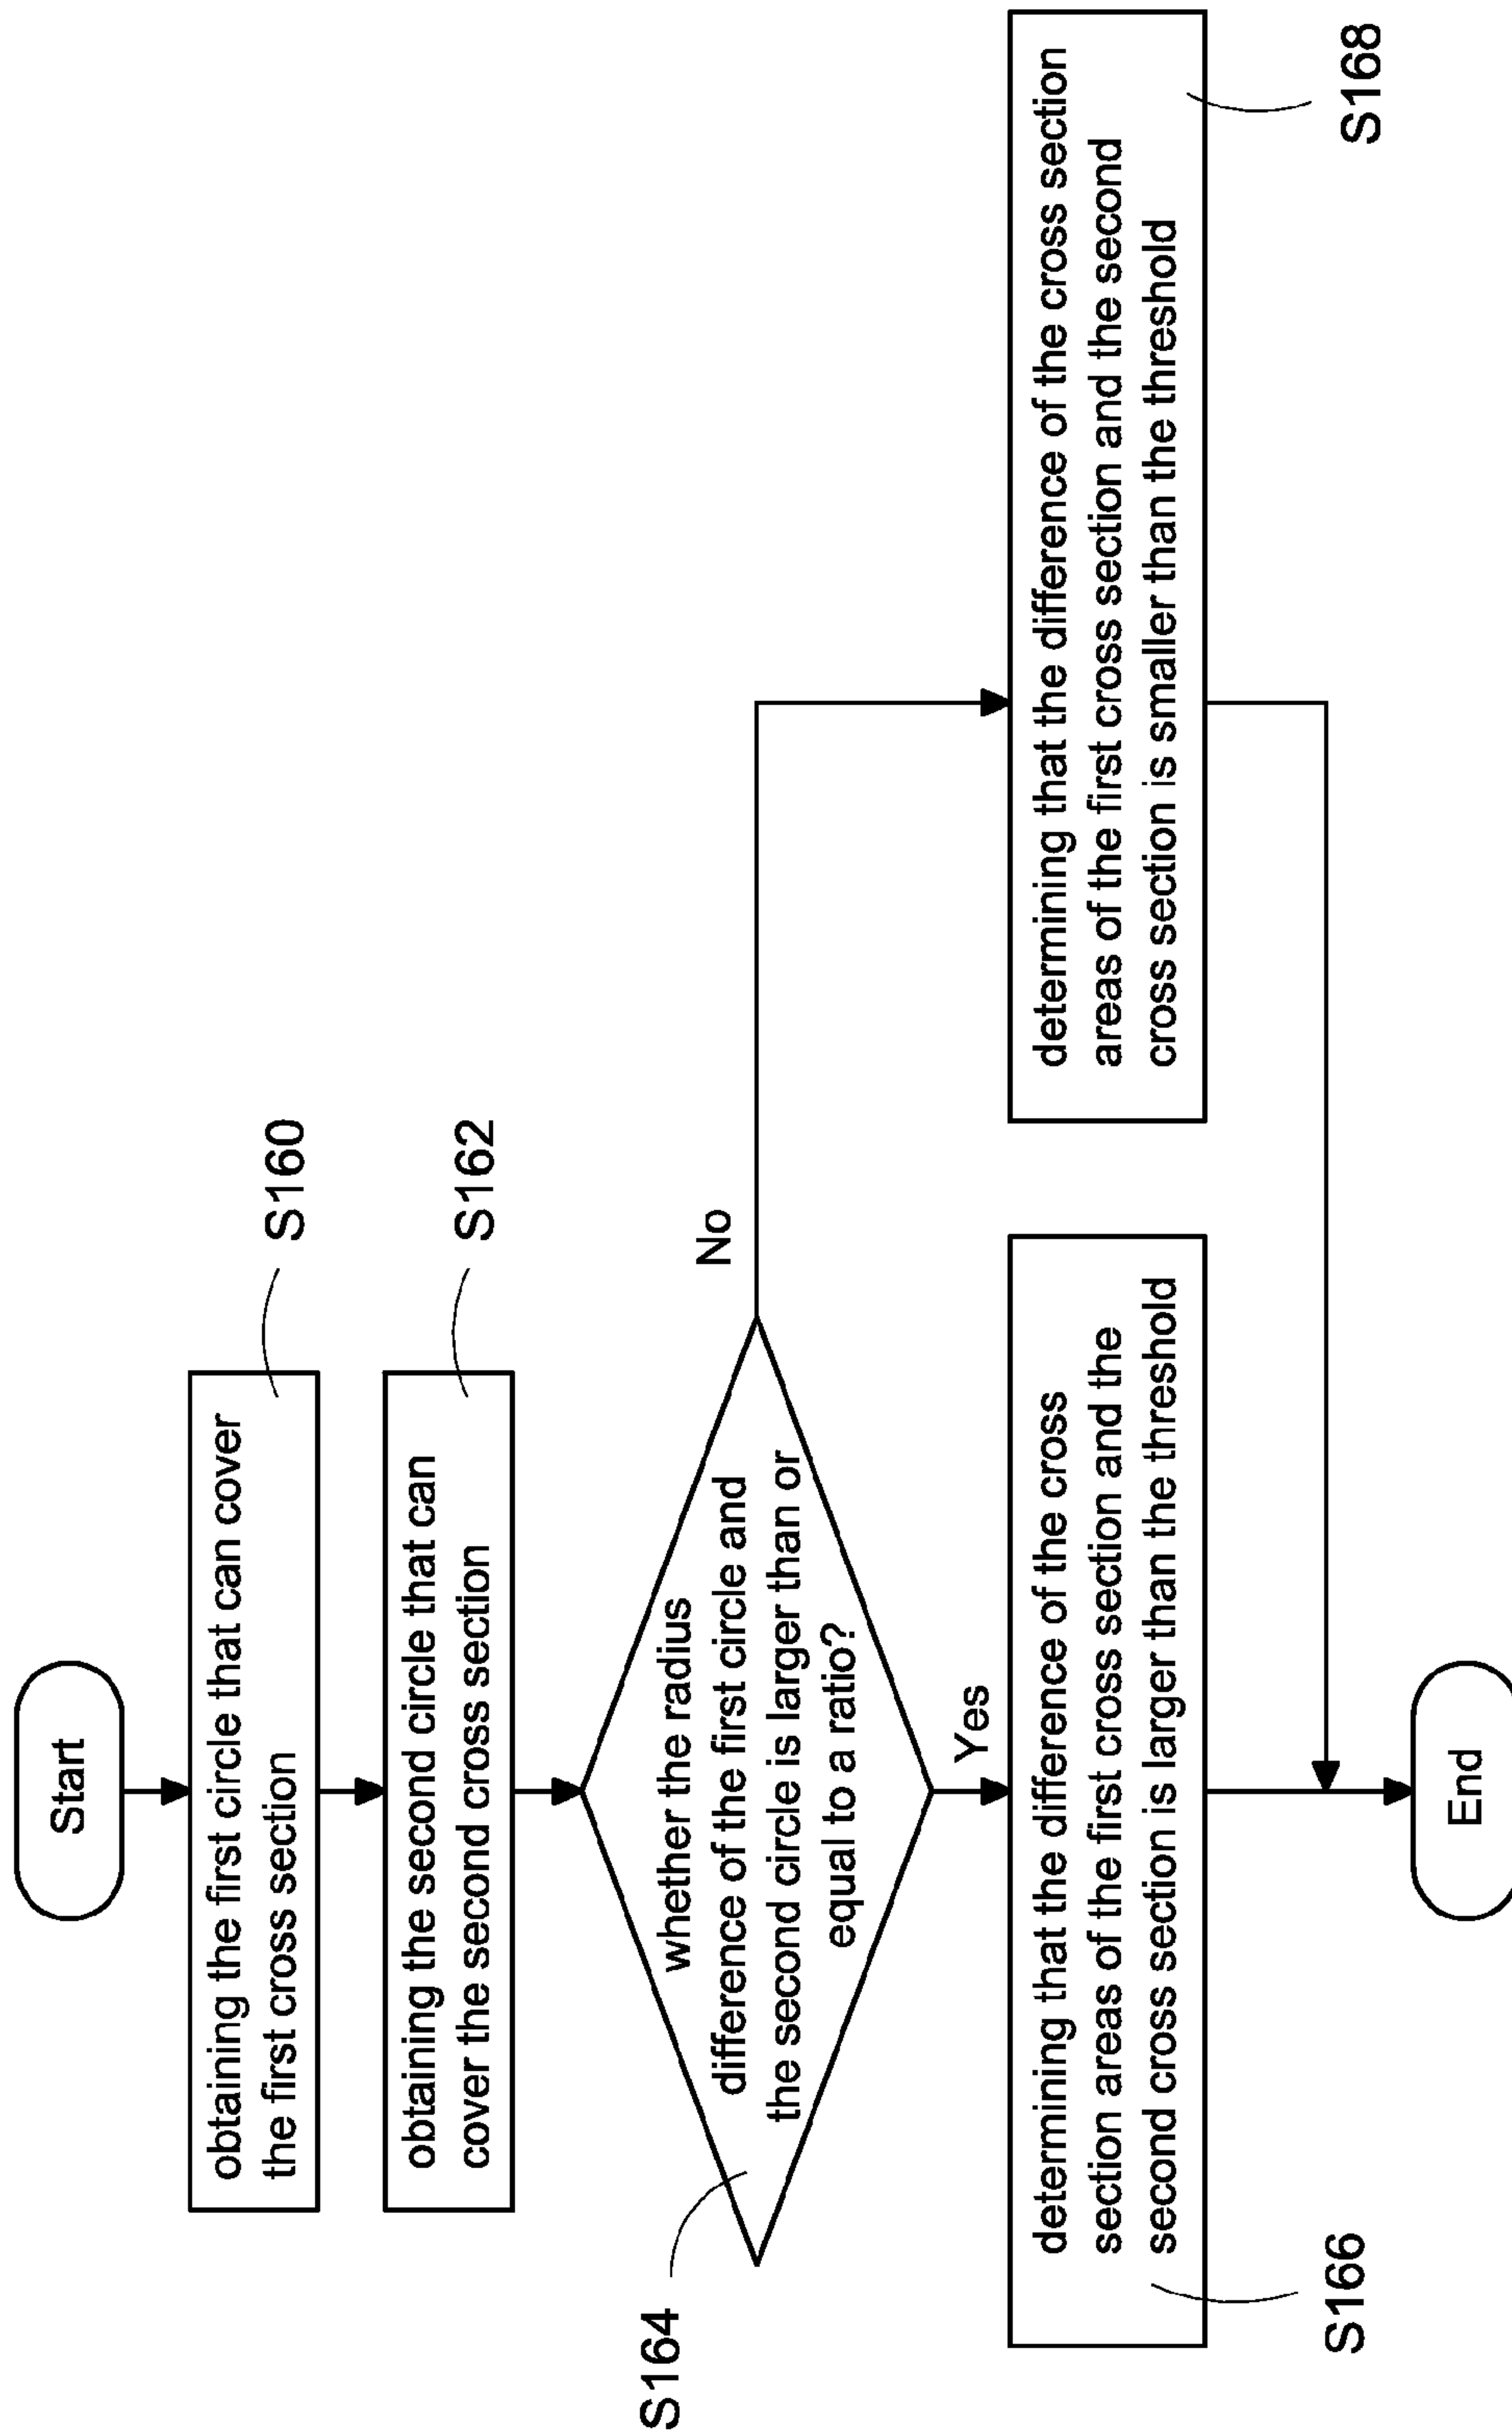 Start
obtaining the first circle that can cover
the first cross section
S160
obtaining the second circle that can
cover the second cross section
S162
S164
whether the radius
difference of the first circle and
the second circle is larger than or
equal to a ratio?
No
Yes
determining that the difference of the cross
section areas of the first cross section and the
second cross section is larger than the threshold
S166
determining that the difference of the cross section
areas of the first cross section and the second
cross section is smaller than the threshold
S168
End